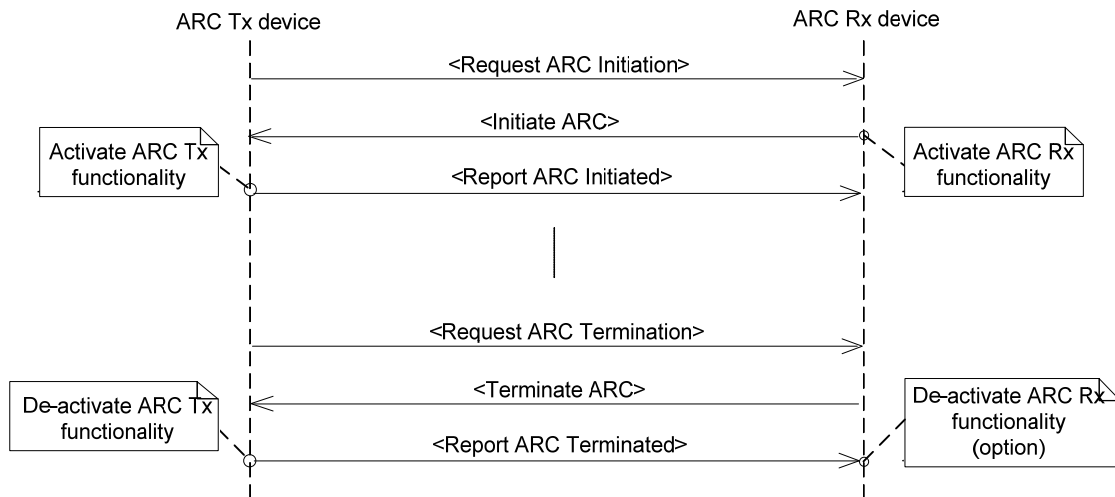 ARC Tx device
ARC Rx device
<Request ARC Initiation>
<Initiate ARC>
Activate ARC Tx
functionality
Activate ARC Rx
functionality
<Report ARC Initiated>
<Request ARC Termination>
<Terminate ARC>
De-activate ARC Tx
functionality
De-activate ARC Rx
functionality
(option)
<Report ARC Terminated>